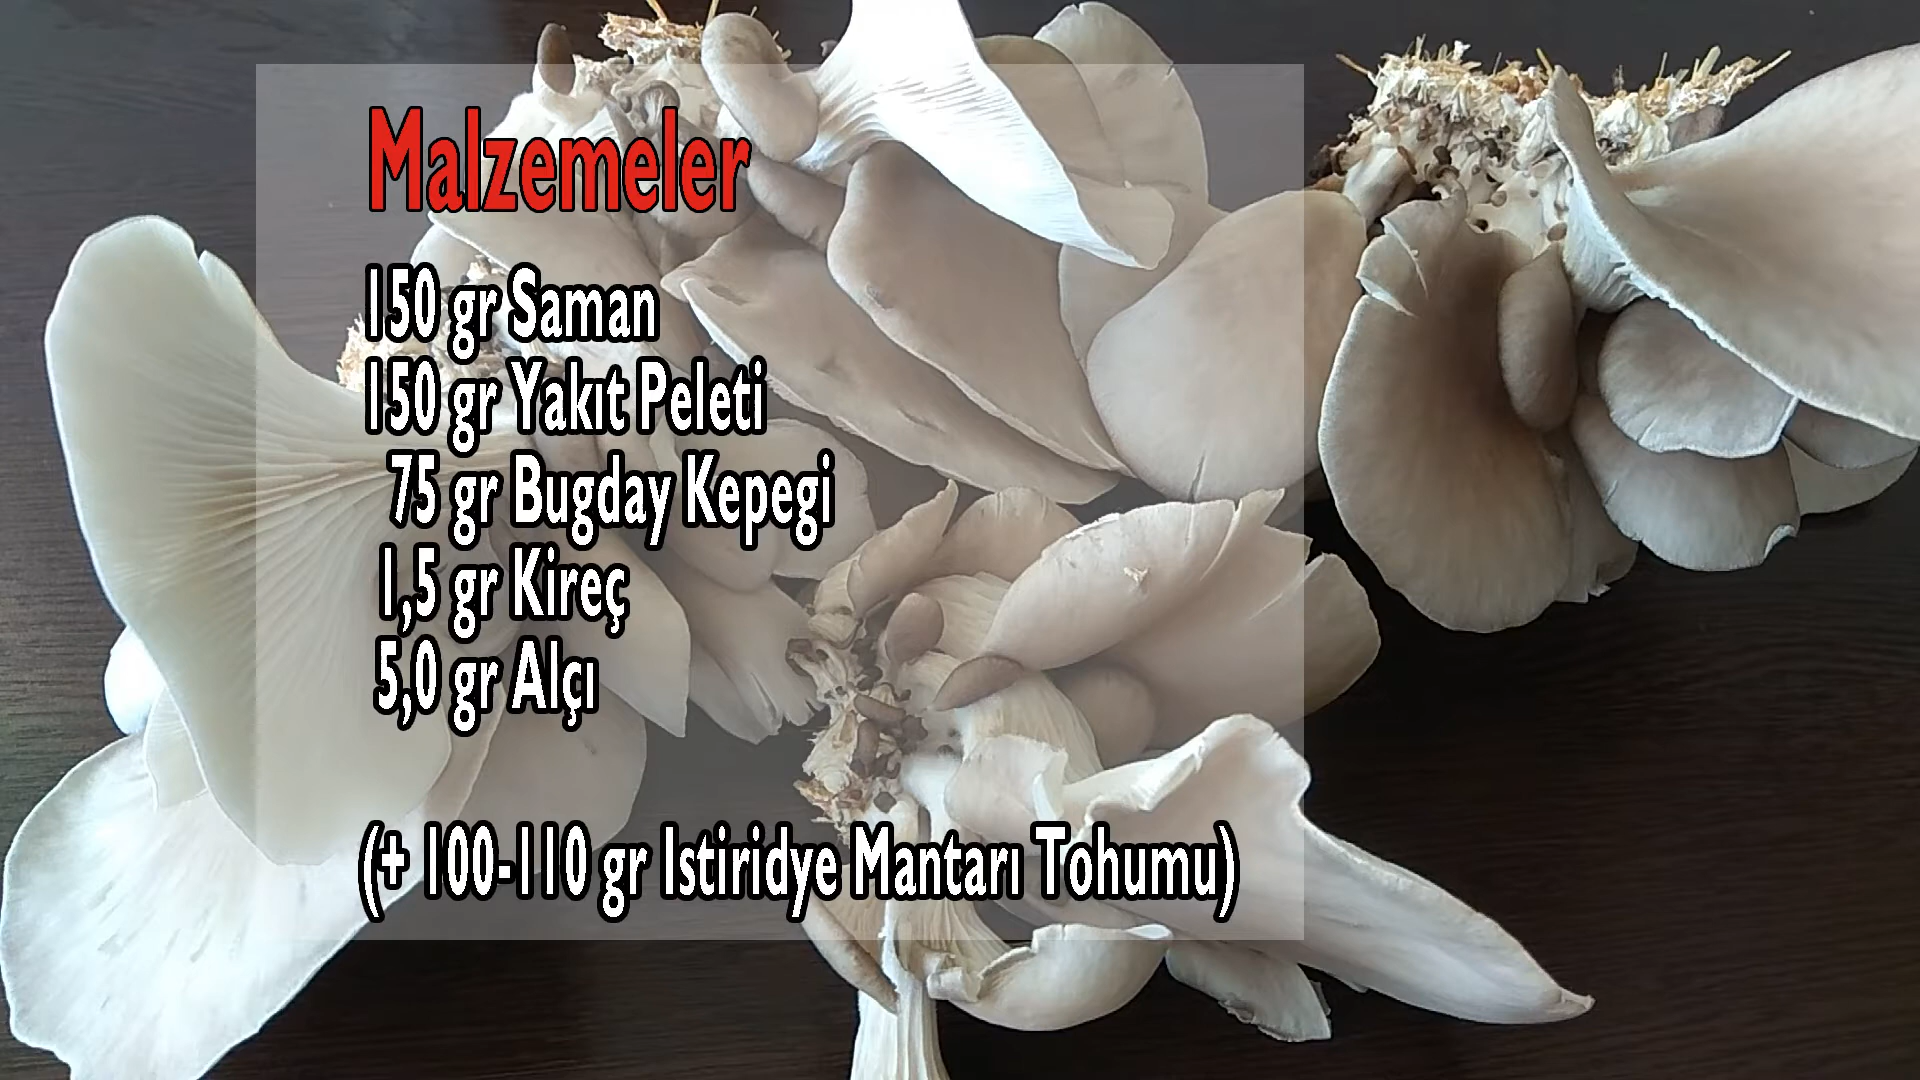 Malzemeler
150 gr Saman
150 gr Yakıt Peleti
75 gr Bugday Kepegi
1,5 gr Kireç
5,0 gr Alçı
(+ 100-110 gr Istiridye Mantarı Tohumu)